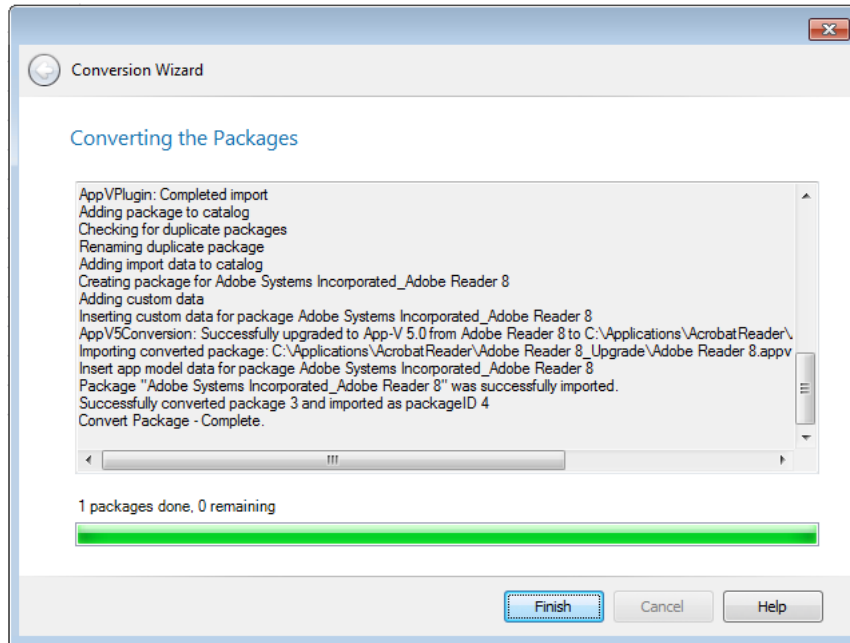 Conversion Wizard
Converting the Packages
AppVPlugin: Completed import
Adding package to catalog
Checking for duplicate packages
Renaming duplicate package
Adding import data to catalog
Creating package for Adobe Systems Incorporated_Adobe Reader 8
Adding custom data
Inserting custom data for package Adobe Systems Incorporated_Adobe Reader 8
AppV5Conversion: Successfully upgraded to App-V 5.0 from Adobe Reader 8 to C:\Applications\AcrobatReader\
Importing converted package: C:\Applications\AcrobatReader\Adobe Reader 8_Upgrade\Adobe Reader 8.appv
Insert app model data for package Adobe Systems Incorporated_Adobe Reader 8
Package "Adobe Systems Incorporated_Adobe Reader 8" was successfully imported.
Successfully converted package 3 and imported as packageID 4
Convert Package - Complete.
1 packages done, 0 remaining
Finish
Cancel
Help